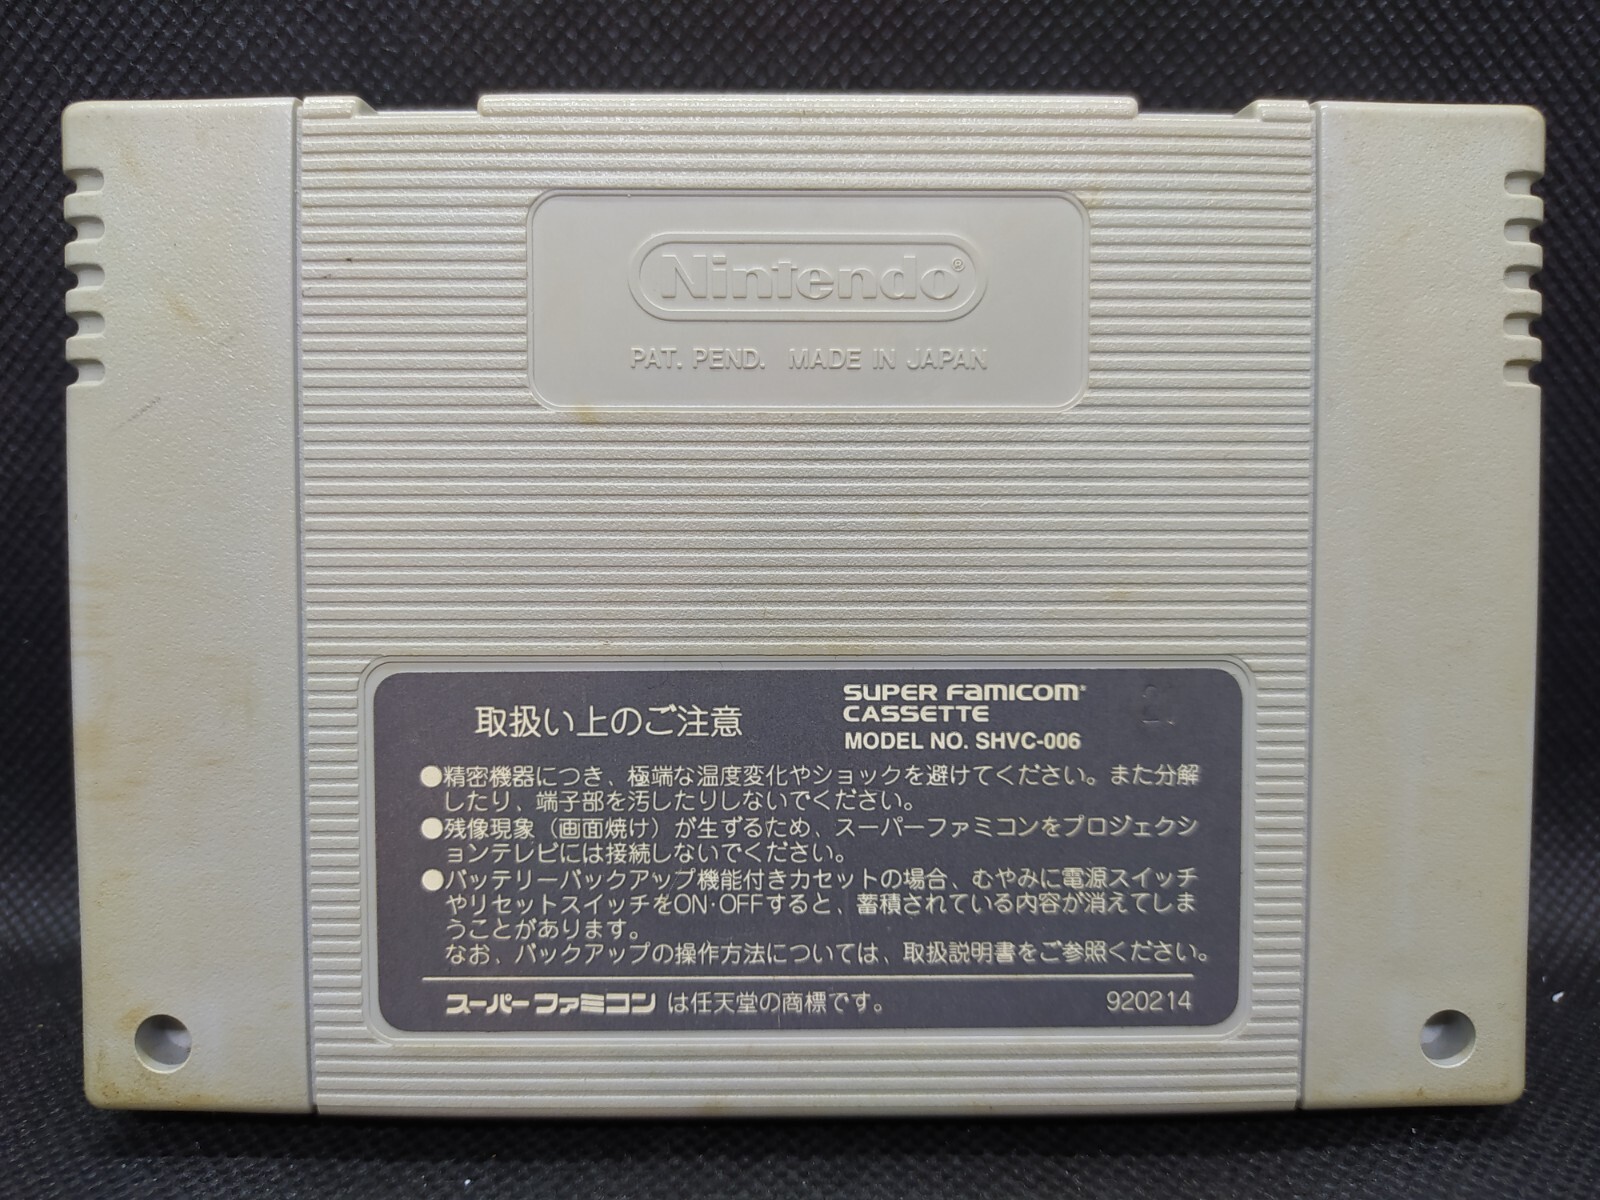 Nintendo®
PAT. PEND. MADE IN JAPAN
取扱い上のご注意
SUPER FAMICOM
CASSETTE
MODEL NO. SHVC-006
●精密機器につき、極端な温度変化やショックを避けてください。また分解
したり、端子部を汚したりしないでください。
●残像現象（画面焼け）が生ずるため、スーパーファミコンをプロジェクシ
ョンテレビには接続しないでください。
●バッテリーバックアップ機能付きカセットの場合、むやみに電源スイッチ
やリセットスイッチをON·OFFすると、蓄積されている内容が消えてしま
うことがあります。
なお、バックアップの操作方法については、取扱説明書をご参照ください。
スーパーファミコン は任天堂の商標です。 920214